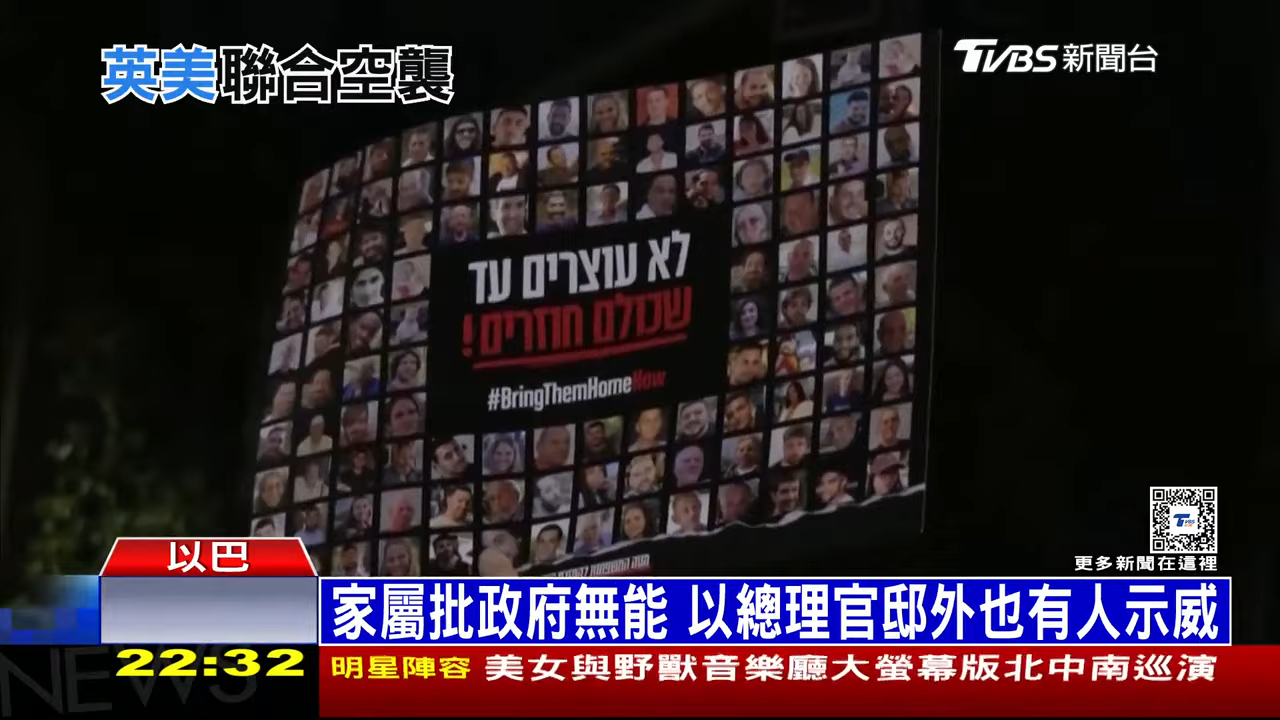 英美聯合空襲
TVBS新聞台
לא עוצרים עד
שכולם חוזרים!
#BringThemHomeNow
TVBS
更多新聞在這裡
以巴
家屬批政府無能 以總理官邸外也有人示威
NEWS
22:32
明星陣容 美女與野獸音樂廳大螢幕版北中南巡演